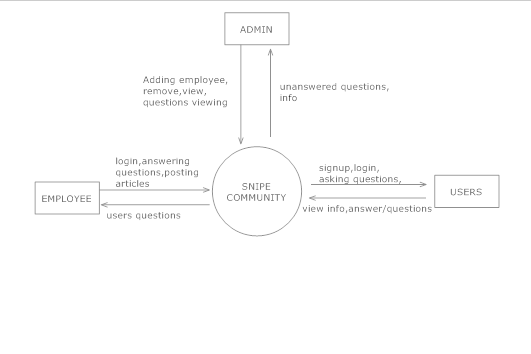 ADMIN
Adding employee,
remove,view,
questions viewing
unanswered questions,
info
login,answering
questions,posting
articles
EMPLOYEE
users questions
SNIPE
COMMUNITY
signup,login,
asking questions,
view info,answer/questions
USERS